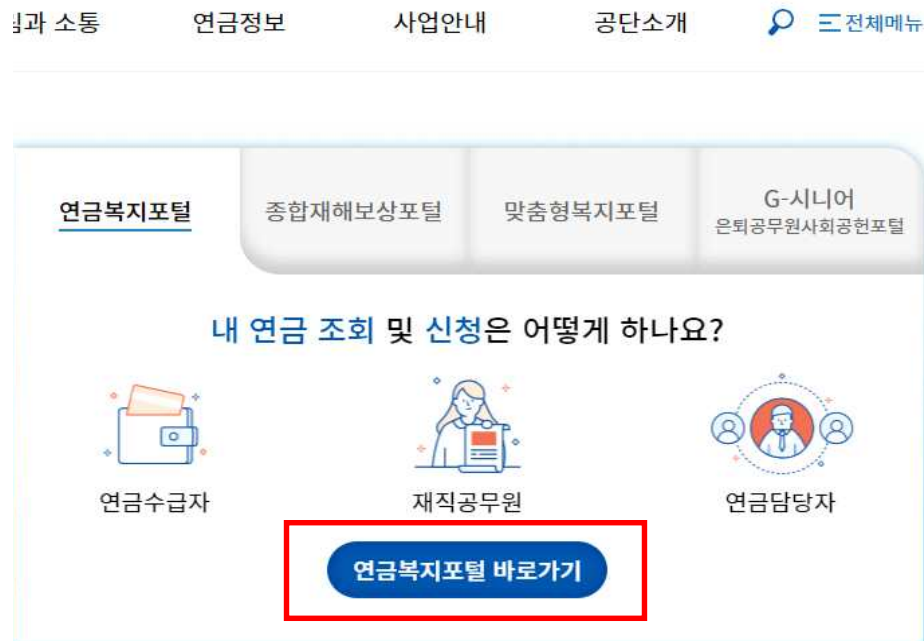 과 소통 연금정보 사업안내 공단소개 전체메뉴
연금복지포털 종합재해보상포털 맞춤형복지포털 G-시니어
은퇴공무원사회공헌포털
내 연금 조회 및 신청은 어떻게 하나요?
연금수급자 재직공무원 연금담당자
연금복지포털 바로가기